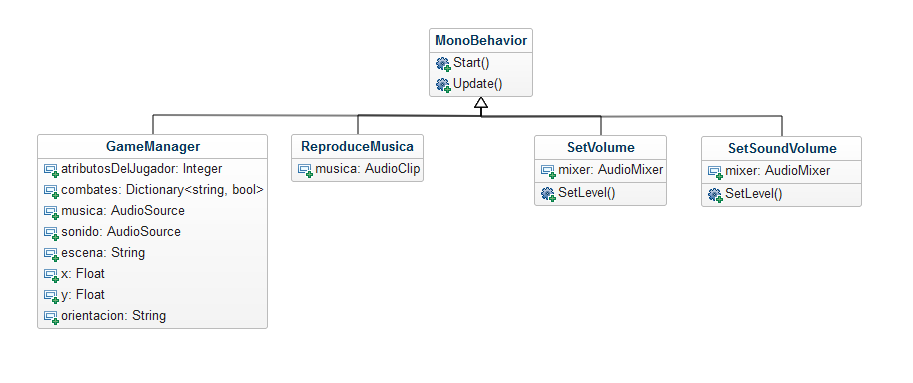 MonoBehavior
Start()
Update()
GameManager
atributosDelJugador: Integer
combates: Dictionary<string, bool>
musica: AudioSource
sonido: AudioSource
escena: String
x: Float
y: Float
orientacion: String
ReproduceMusica
musica: AudioClip
SetVolume
mixer: AudioMixer
SetLevel()
SetSoundVolume
mixer: AudioMixer
SetLevel()